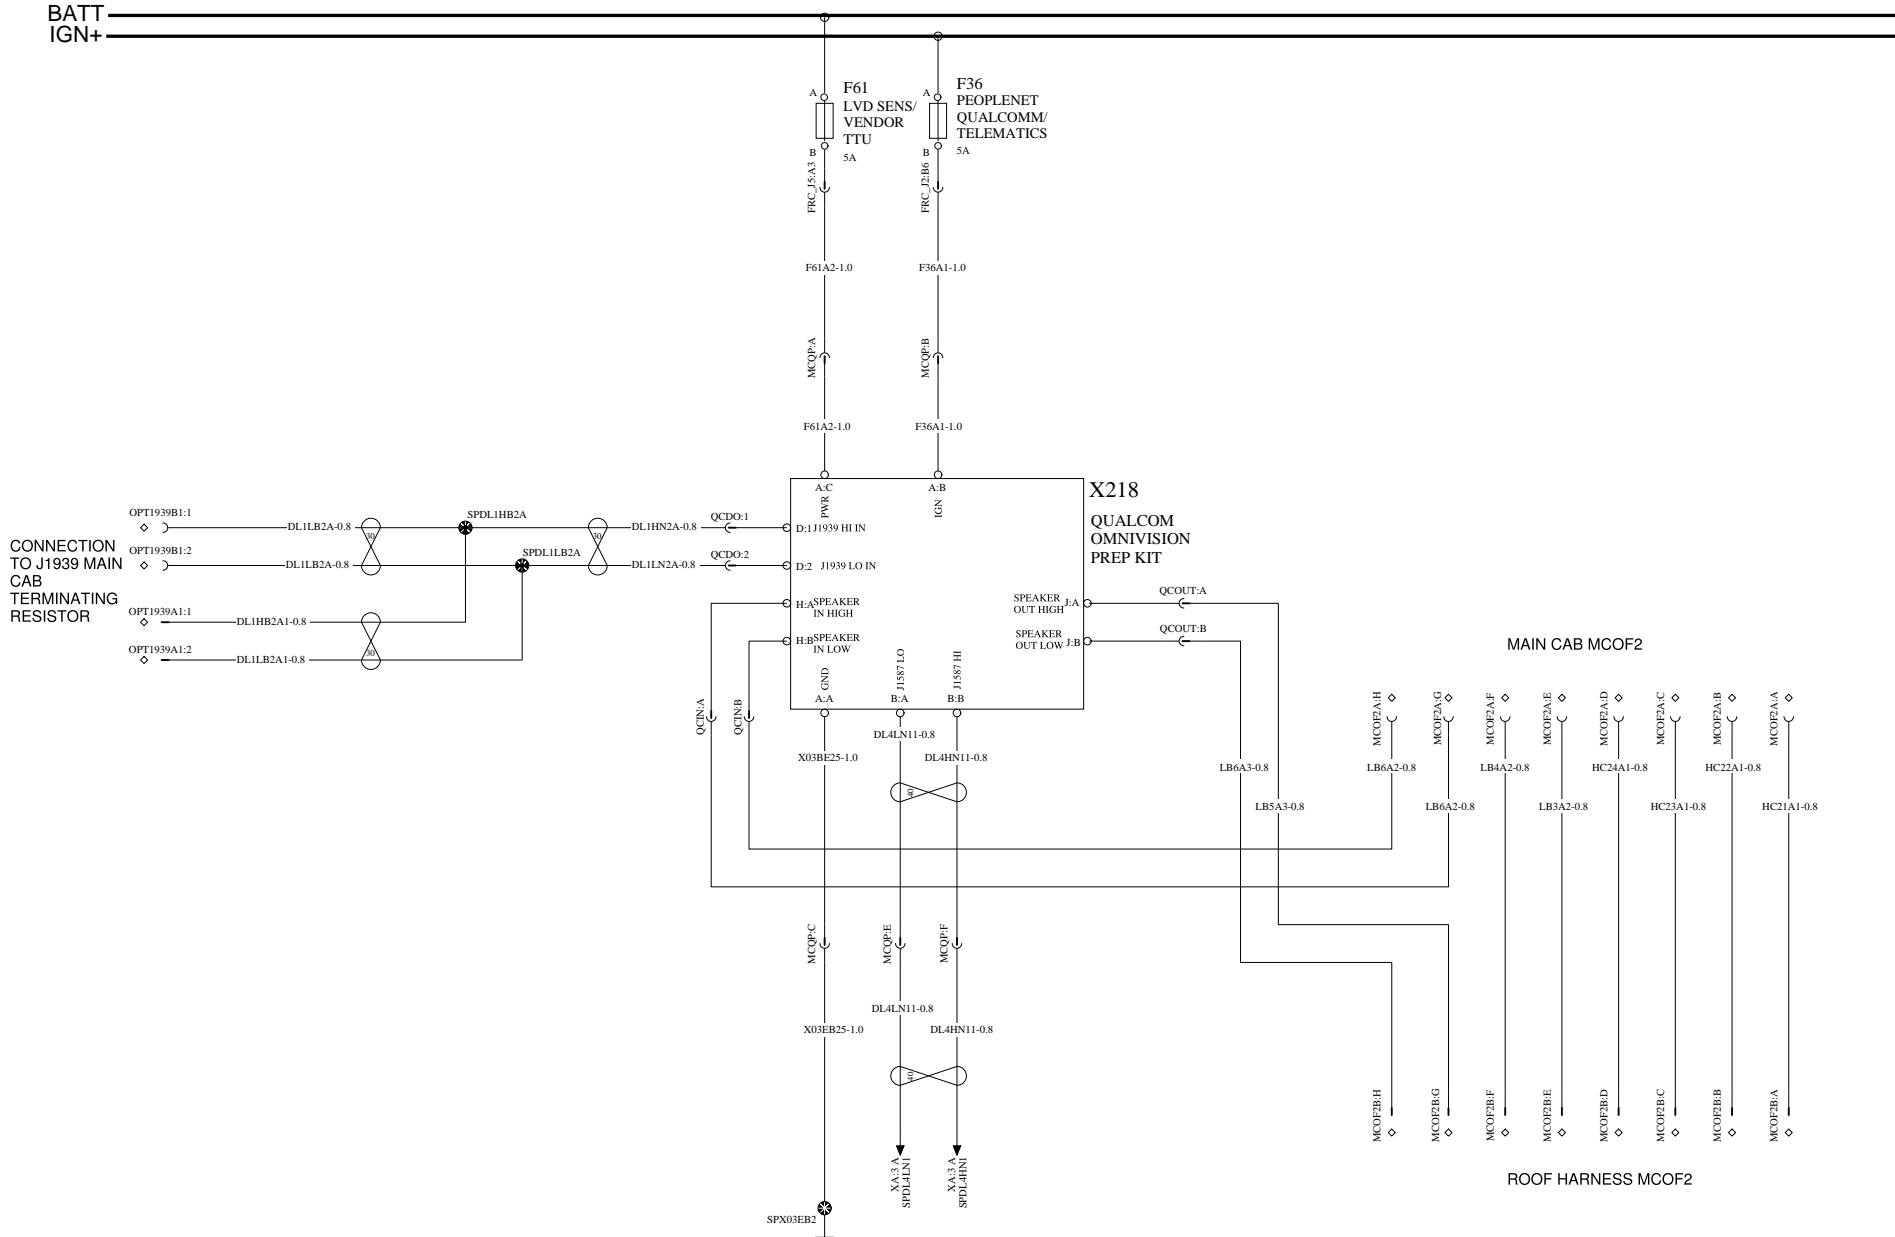 BATT
IGN+
A
F61
LVD SENS/
VENDOR
TTU
5A
B
FRC_J5:A3
A
F36
PEOPLENET
QUALCOMM/
TELEMATICS
5A
B
FRC_J2:B6
F61A2-1.0
F36A1-1.0
MCQP:A
MCQP:B
F61A2-1.0
F36A1-1.0
X218
QUALCOM
OMNIVISION
PREP KIT
A:C
PWR
A:B
IGN
CONNECTION
TO J1939 MAIN
CAB
TERMINATING
RESISTOR
OPT1939B1:1
DL1LB2A-0.8
30
SPDL1HB2A
30
DL1HN2A-0.8
QCDO:1
D:1 J1939 HI IN
OPT1939B1:2
DL1LB2A-0.8
SPDL1LB2A
DL1LN2A-0.8
QCDO:2
D:2 J1939 LO IN
OPT1939A1:1
DL1HB2A1-0.8
30
OPT1939A1:2
DL1LB2A1-0.8
H:A SPEAKER
IN HIGH
H:B SPEAKER
IN LOW
SPEAKER
OUT HIGH J:A
QCOUT:A
SPEAKER
OUT LOW J:B
QCOUT:B
GND
A:A
J1587 LO
B:A
J1587 HI
B:B
QCIN:A
QCIN:B
X03BE25-1.0
DL4LN11-0.8
DL4HN11-0.8
40
LB6A3-0.8
LB5A3-0.8
MAIN CAB MCOF2
MCOF2A:H
MCOF2A:G
MCOF2A:F
MCOF2A:E
MCOF2A:D
MCOF2A:C
MCOF2A:B
MCOF2A:A
LB6A2-0.8
LB6A2-0.8
LB4A2-0.8
LB3A2-0.8
HC24A1-0.8
HC23A1-0.8
HC22A1-0.8
HC21A1-0.8
MCQP:C
MCQP:E
MCQP:F
DL4LN11-0.8
X03EB25-1.0
DL4HN11-0.8
40
XA:3 A
SPDL4LN1
XA:3 A
SPDL4HN1
MCOF2B:H
MCOF2B:G
MCOF2B:F
MCOF2B:E
MCOF2B:D
MCOF2B:C
MCOF2B:B
MCOF2B:A
ROOF HARNESS MCOF2
SPX03EB2